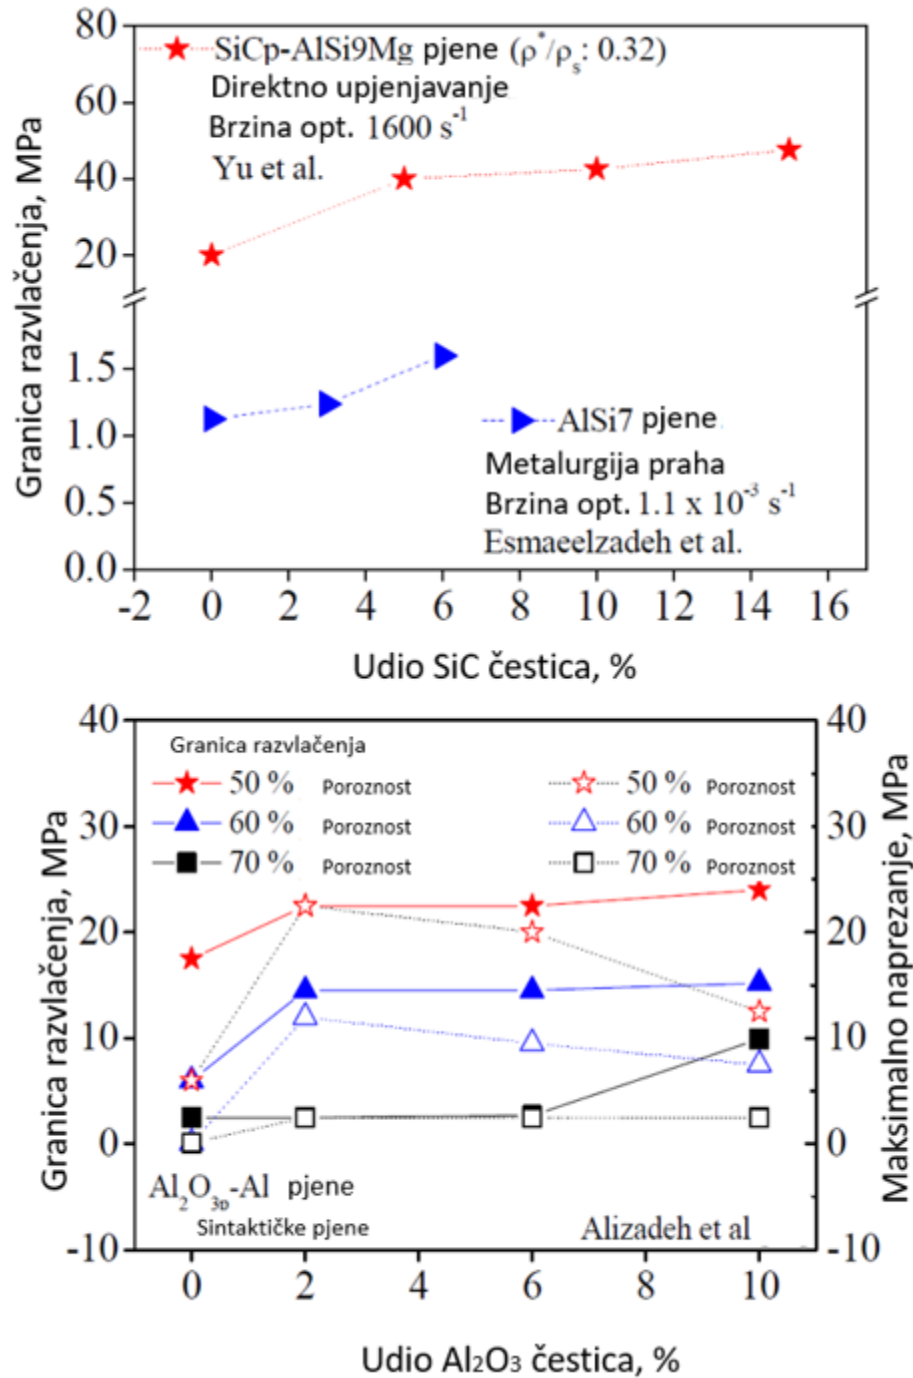 80
SiCp-AlSi9Mg pjene (ρ*/ρs: 0.32)
Direktno upjenjavanje
60
Brzina opt. 1600 s⁻¹
Yu et al.
40
20
Granica razvlačenja, MPa
1.5
AlSi7 pjene
1.0
Metalurgija praha
Brzina opt. 1.1 x 10⁻³ s⁻¹
0.5
Esmaeelzadeh et al.
0.0
-2 0 2 4 6 8 10 12 14 16
Udio SiC čestica, %
40 40
Granica razvlačenja
50 % Poroznost 50 % Poroznost
60 % Poroznost 60 % Poroznost
30 30
70 % Poroznost 70 % Poroznost
20 20
10 10
0 0
Granica razvlačenja, MPa
Maksimalno naprezanje, MPa
Al₂O₃p-Al pjene
Sintaktičke pjene Alizadeh et al
-10 -10
0 2 4 6 8 10
Udio Al₂O₃ čestica, %